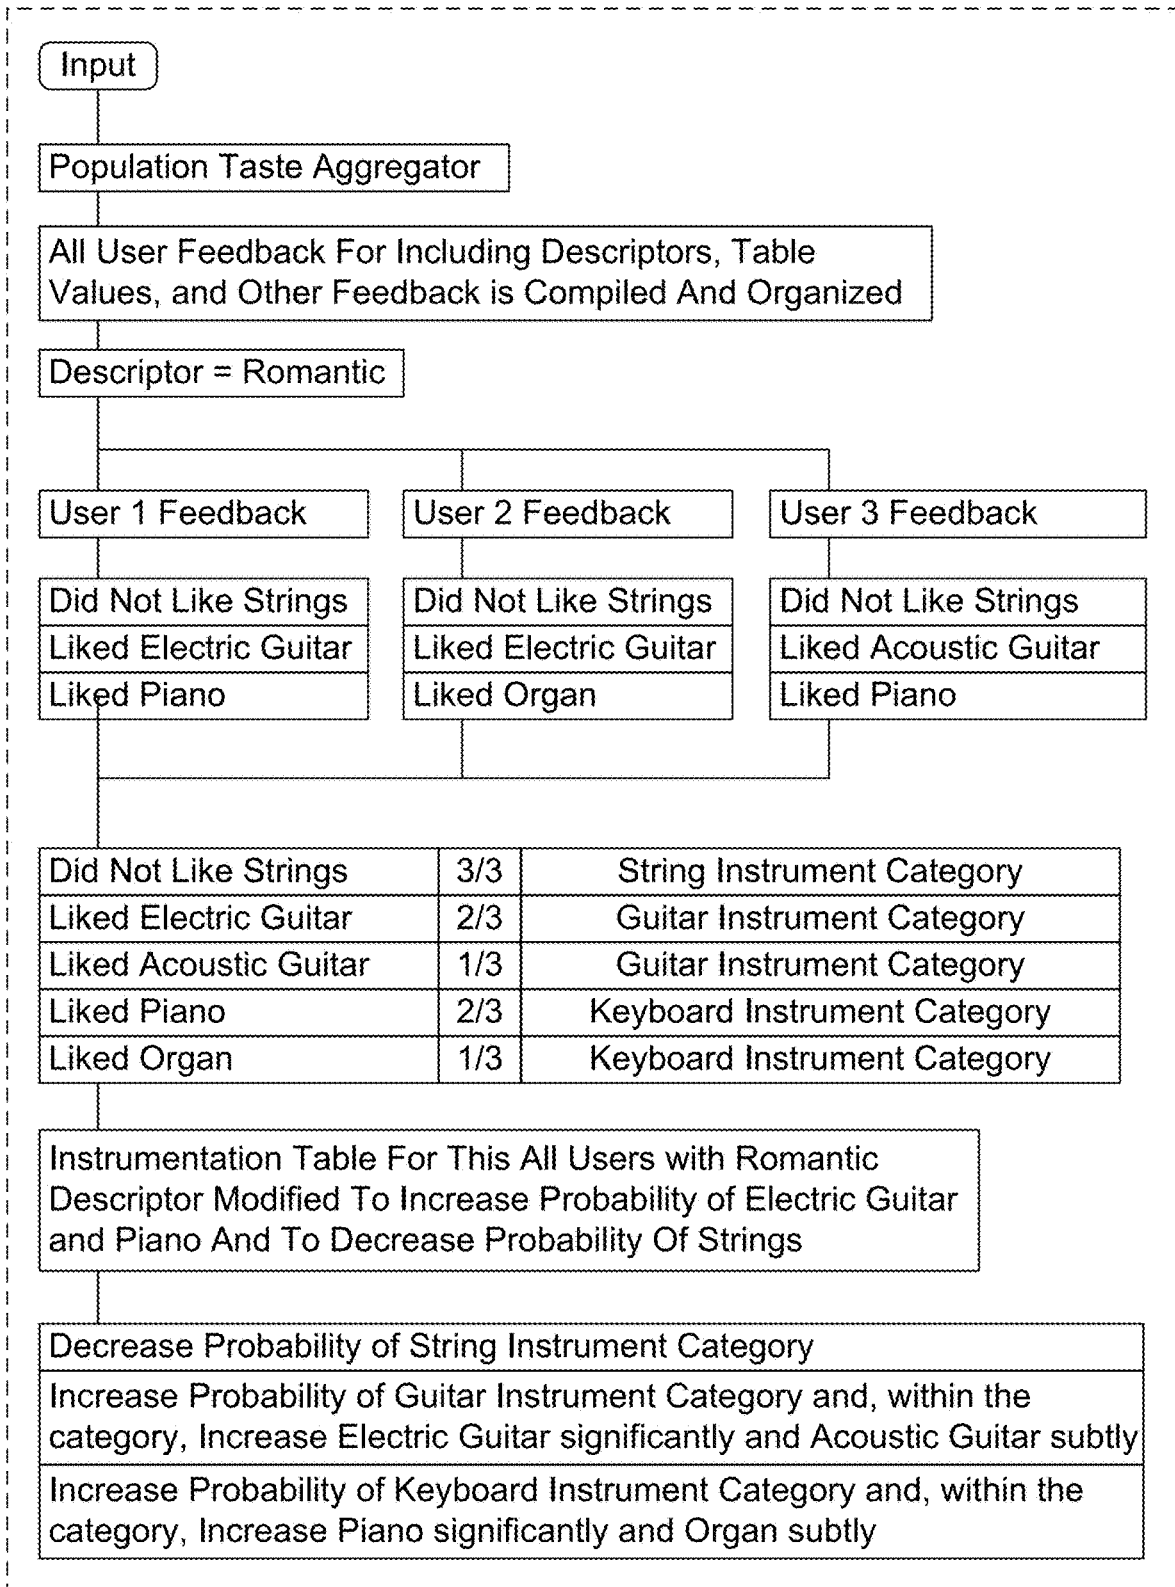 Input
Population Taste Aggregator
All User Feedback For Including Descriptors, Table
Values, and Other Feedback is Compiled And Organized
Descriptor = Romantic
User 1 Feedback
Did Not Like Strings
Liked Electric Guitar
Liked Piano
User 2 Feedback
Did Not Like Strings
Liked Electric Guitar
Liked Organ
User 3 Feedback
Did Not Like Strings
Liked Acoustic Guitar
Liked Piano
Did Not Like Strings 3/3 String Instrument Category
Liked Electric Guitar 2/3 Guitar Instrument Category
Liked Acoustic Guitar 1/3 Guitar Instrument Category
Liked Piano 2/3 Keyboard Instrument Category
Liked Organ 1/3 Keyboard Instrument Category
Instrumentation Table For This All Users with Romantic
Descriptor Modified To Increase Probability of Electric Guitar
and Piano And To Decrease Probability Of Strings
Decrease Probability of String Instrument Category
Increase Probability of Guitar Instrument Category and, within the
category, Increase Electric Guitar significantly and Acoustic Guitar subtly
Increase Probability of Keyboard Instrument Category and, within the
category, Increase Piano significantly and Organ subtly